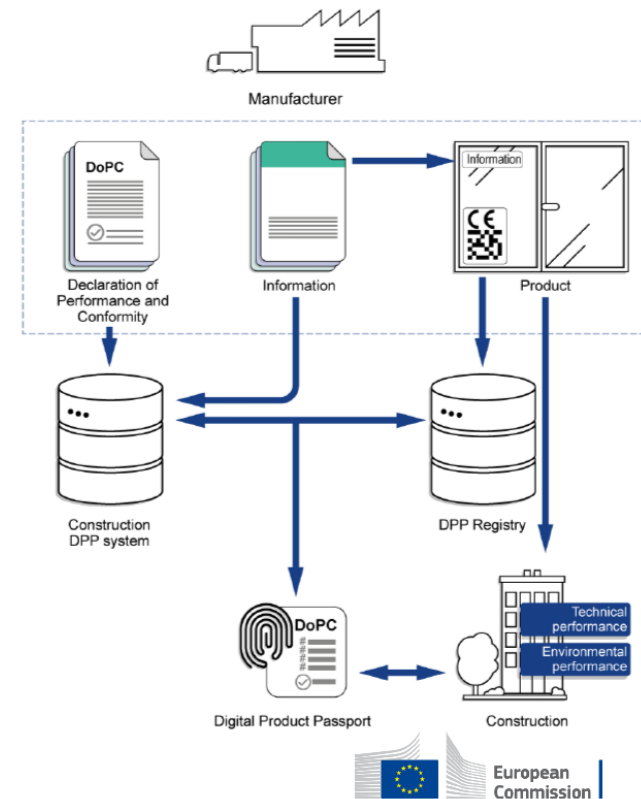 Manufacturer
DoPC
Information
CE
Declaration of
Performance and
Conformity
Information
Product
Construction
DPP system
DPP Registry
DoPC
Technical
performance
Environmental
performance
Digital Product Passport
Construction
European
Commission